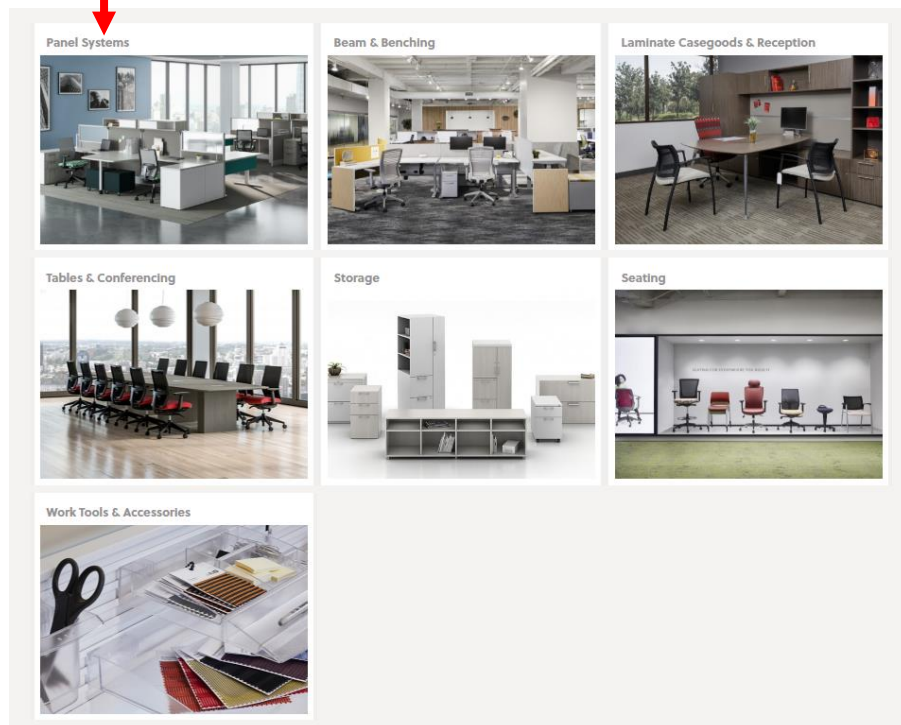 Panel Systems
Beam & Benching
Laminate Casegoods & Reception
Tables & Conferencing
Storage
Seating
Work Tools & Accessories